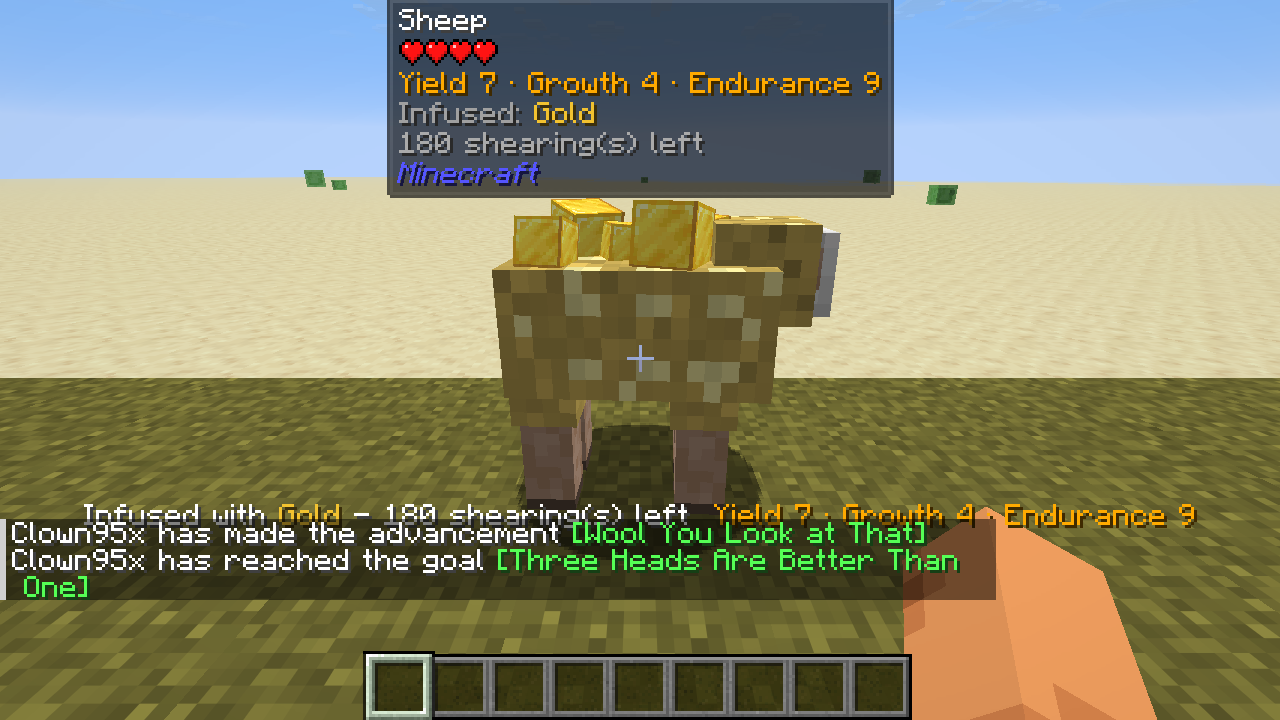 Sheep
Yield 7 · Growth 4 · Endurance 9
Infused: Gold
180 shearing(s) left
Minecraft
Infused with Gold - 180 shearing(s) left  Yield 7 · Growth 4 · Endurance 9
Clown95x has made the advancement [Wool You Look at That]
Clown95x has reached the goal [Three Heads Are Better Than
One]